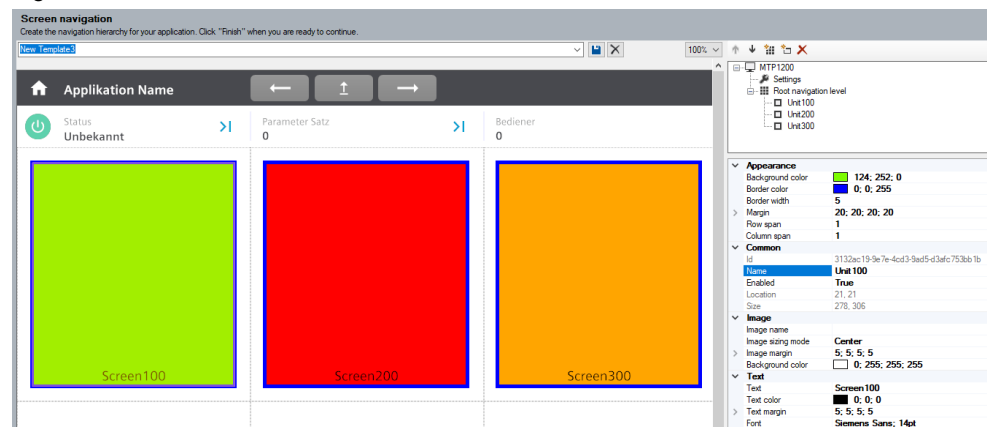 Screen navigation
Create the navigation hierarchy for your application. Click "Finish" when you are ready to continue.
New Template3
100%
Applikation Name
Status
Unbekannt
Parameter Satz
0
Bediener
0
Screen100
Screen200
Screen300
MTP1200
Settings
Root navigation level
Unit100
Unit200
Unit300
Appearance
Background color 124; 252; 0
Border color 0; 0; 255
Border width 5
Margin 20; 20; 20; 20
Row span 1
Column span 1
Common
Id 3132ac19-9e7e-4cd3-9ad5-d3afc753bb1b
Name Unit100
Enabled True
Location 21, 21
Size 278, 306
Image
Image name
Image sizing mode Center
Image margin 5; 5; 5; 5
Background color 0; 255; 255; 255
Text
Text Screen100
Text color 0; 0; 0
Text margin 5; 5; 5; 5
Font Siemens Sans; 14pt